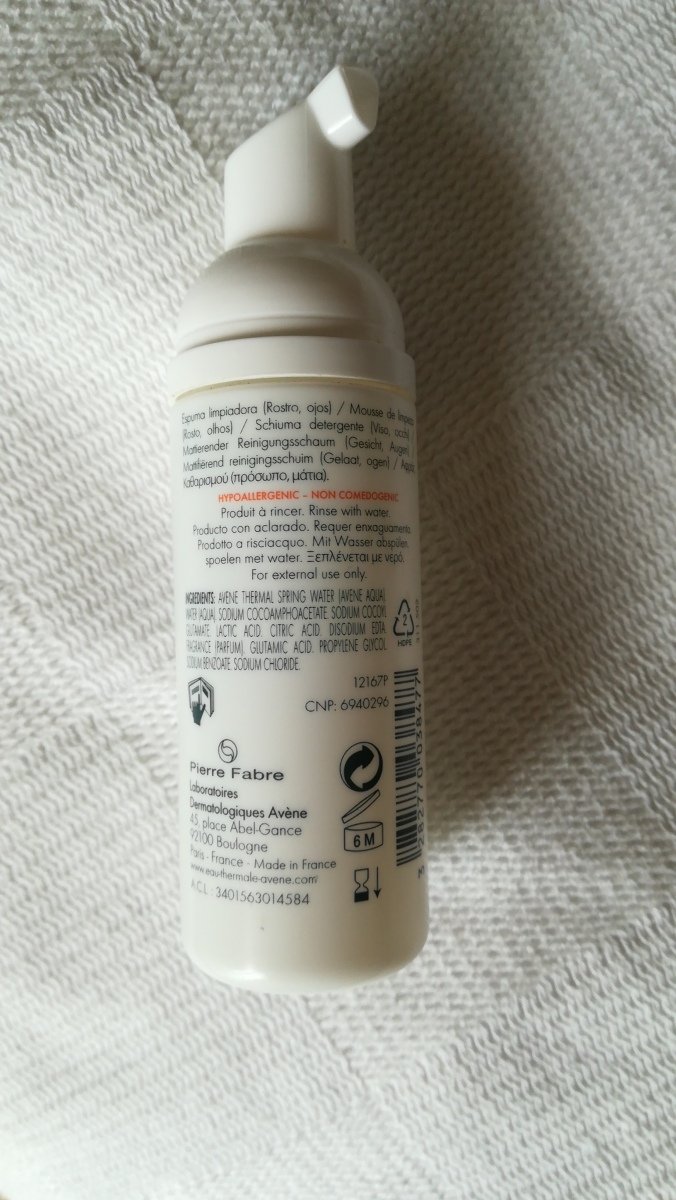 Espuma limpiadora (Rostro, ojos) / Mousse de
(Rosto, olhos) / Schiuma detergente (Viso, occhi)
Mattierender Reinigungsschaum (Gesicht, Augen)
Mattifiërend reinigingsschuim (Gelaat, ogen) /
Καθαρισμού (πρόσωπο, μάτια).
HYPOALLERGENIC - NON COMEDOGENIC
Produit à rincer. Rinse with water.
Producto con aclarado. Requer enxaguamento.
Prodotto a risciacquo. Mit Wasser abspülen.
spoelen met water. Ξεπλένεται με νερό.
For external use only.
INGREDIENTS: AVENE THERMAL SPRING WATER (AVENE AQUA).
WATER (AQUA). SODIUM COCOAMPHOACETATE. SODIUM COCOYL
GLUTAMATE. LACTIC ACID. CITRIC ACID. DISODIUM EDTA.
FRAGRANCE (PARFUM). GLUTAMIC ACID. PROPYLENE GLYCOL.
SODIUM BENZOATE. SODIUM CHLORIDE.
2
HDPE
12167P
CNP: 6940296
Pierre Fabre
Laboratoires
Dermatologiques Avène
45, place Abel-Gance
92100 Boulogne
Paris - France - Made in France
www.eau-thermale-avene.com
A.C.L : 3401563014584
6 M
3 282770 038477